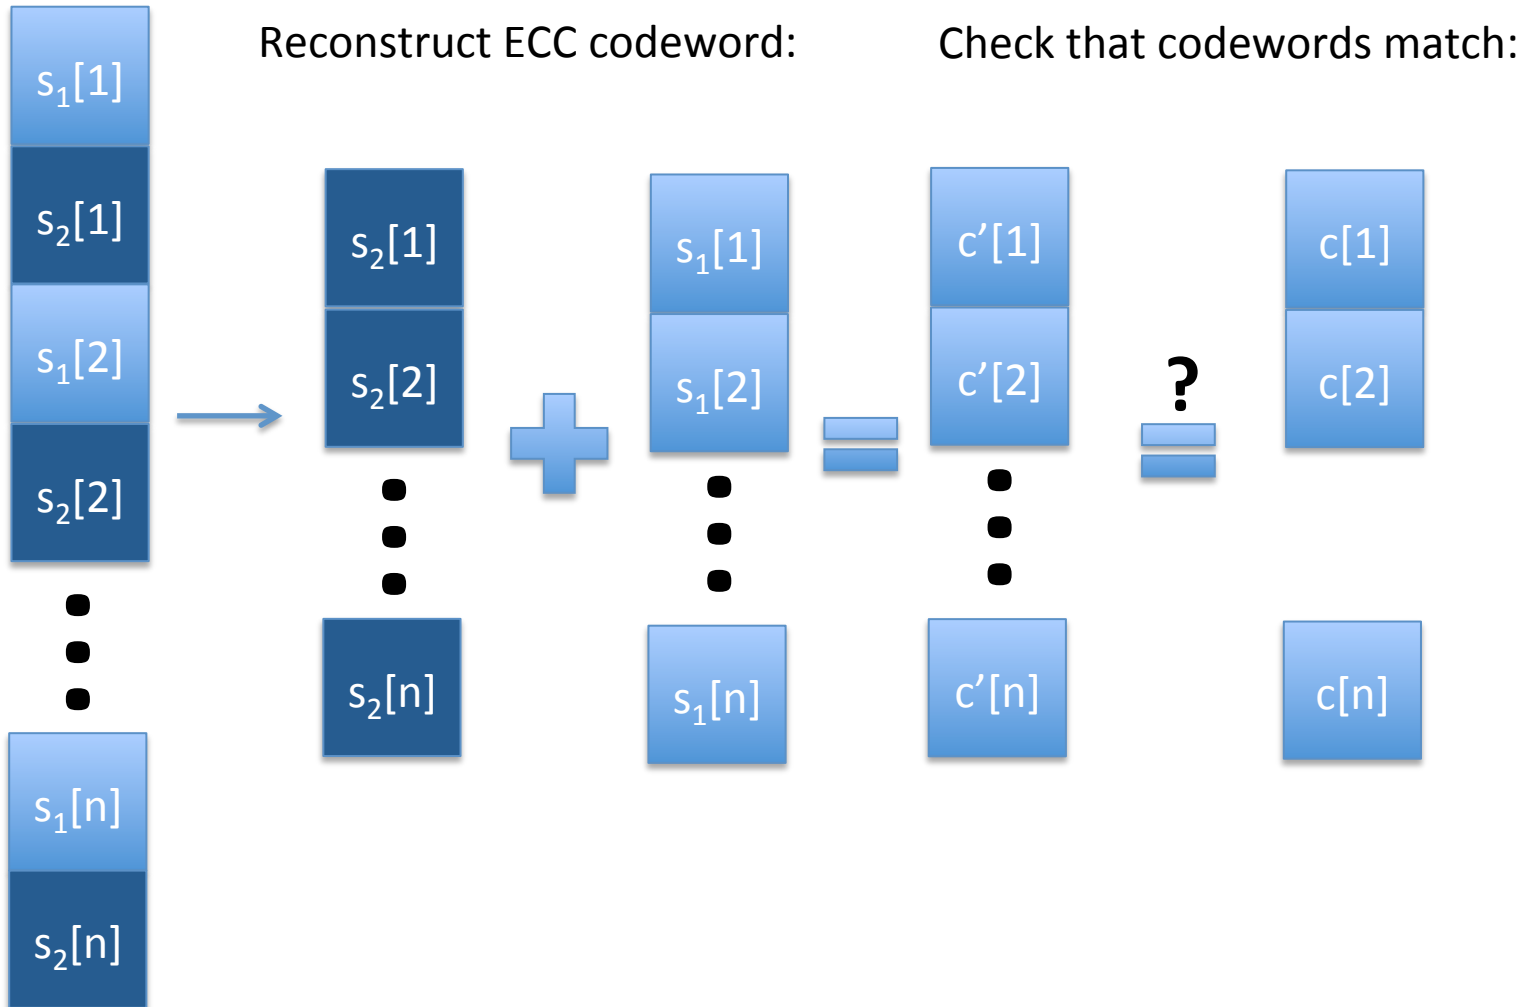 Reconstruct ECC codeword:
Check that codewords match:
s₁[1]
s₂[1]
s₁[2]
s₂[2]
s₁[n]
s₂[n]
s₂[1]
s₂[2]
s₂[n]
s₁[1]
s₁[2]
s₁[n]
c’[1]
c’[2]
c’[n]
?
c[1]
c[2]
c[n]